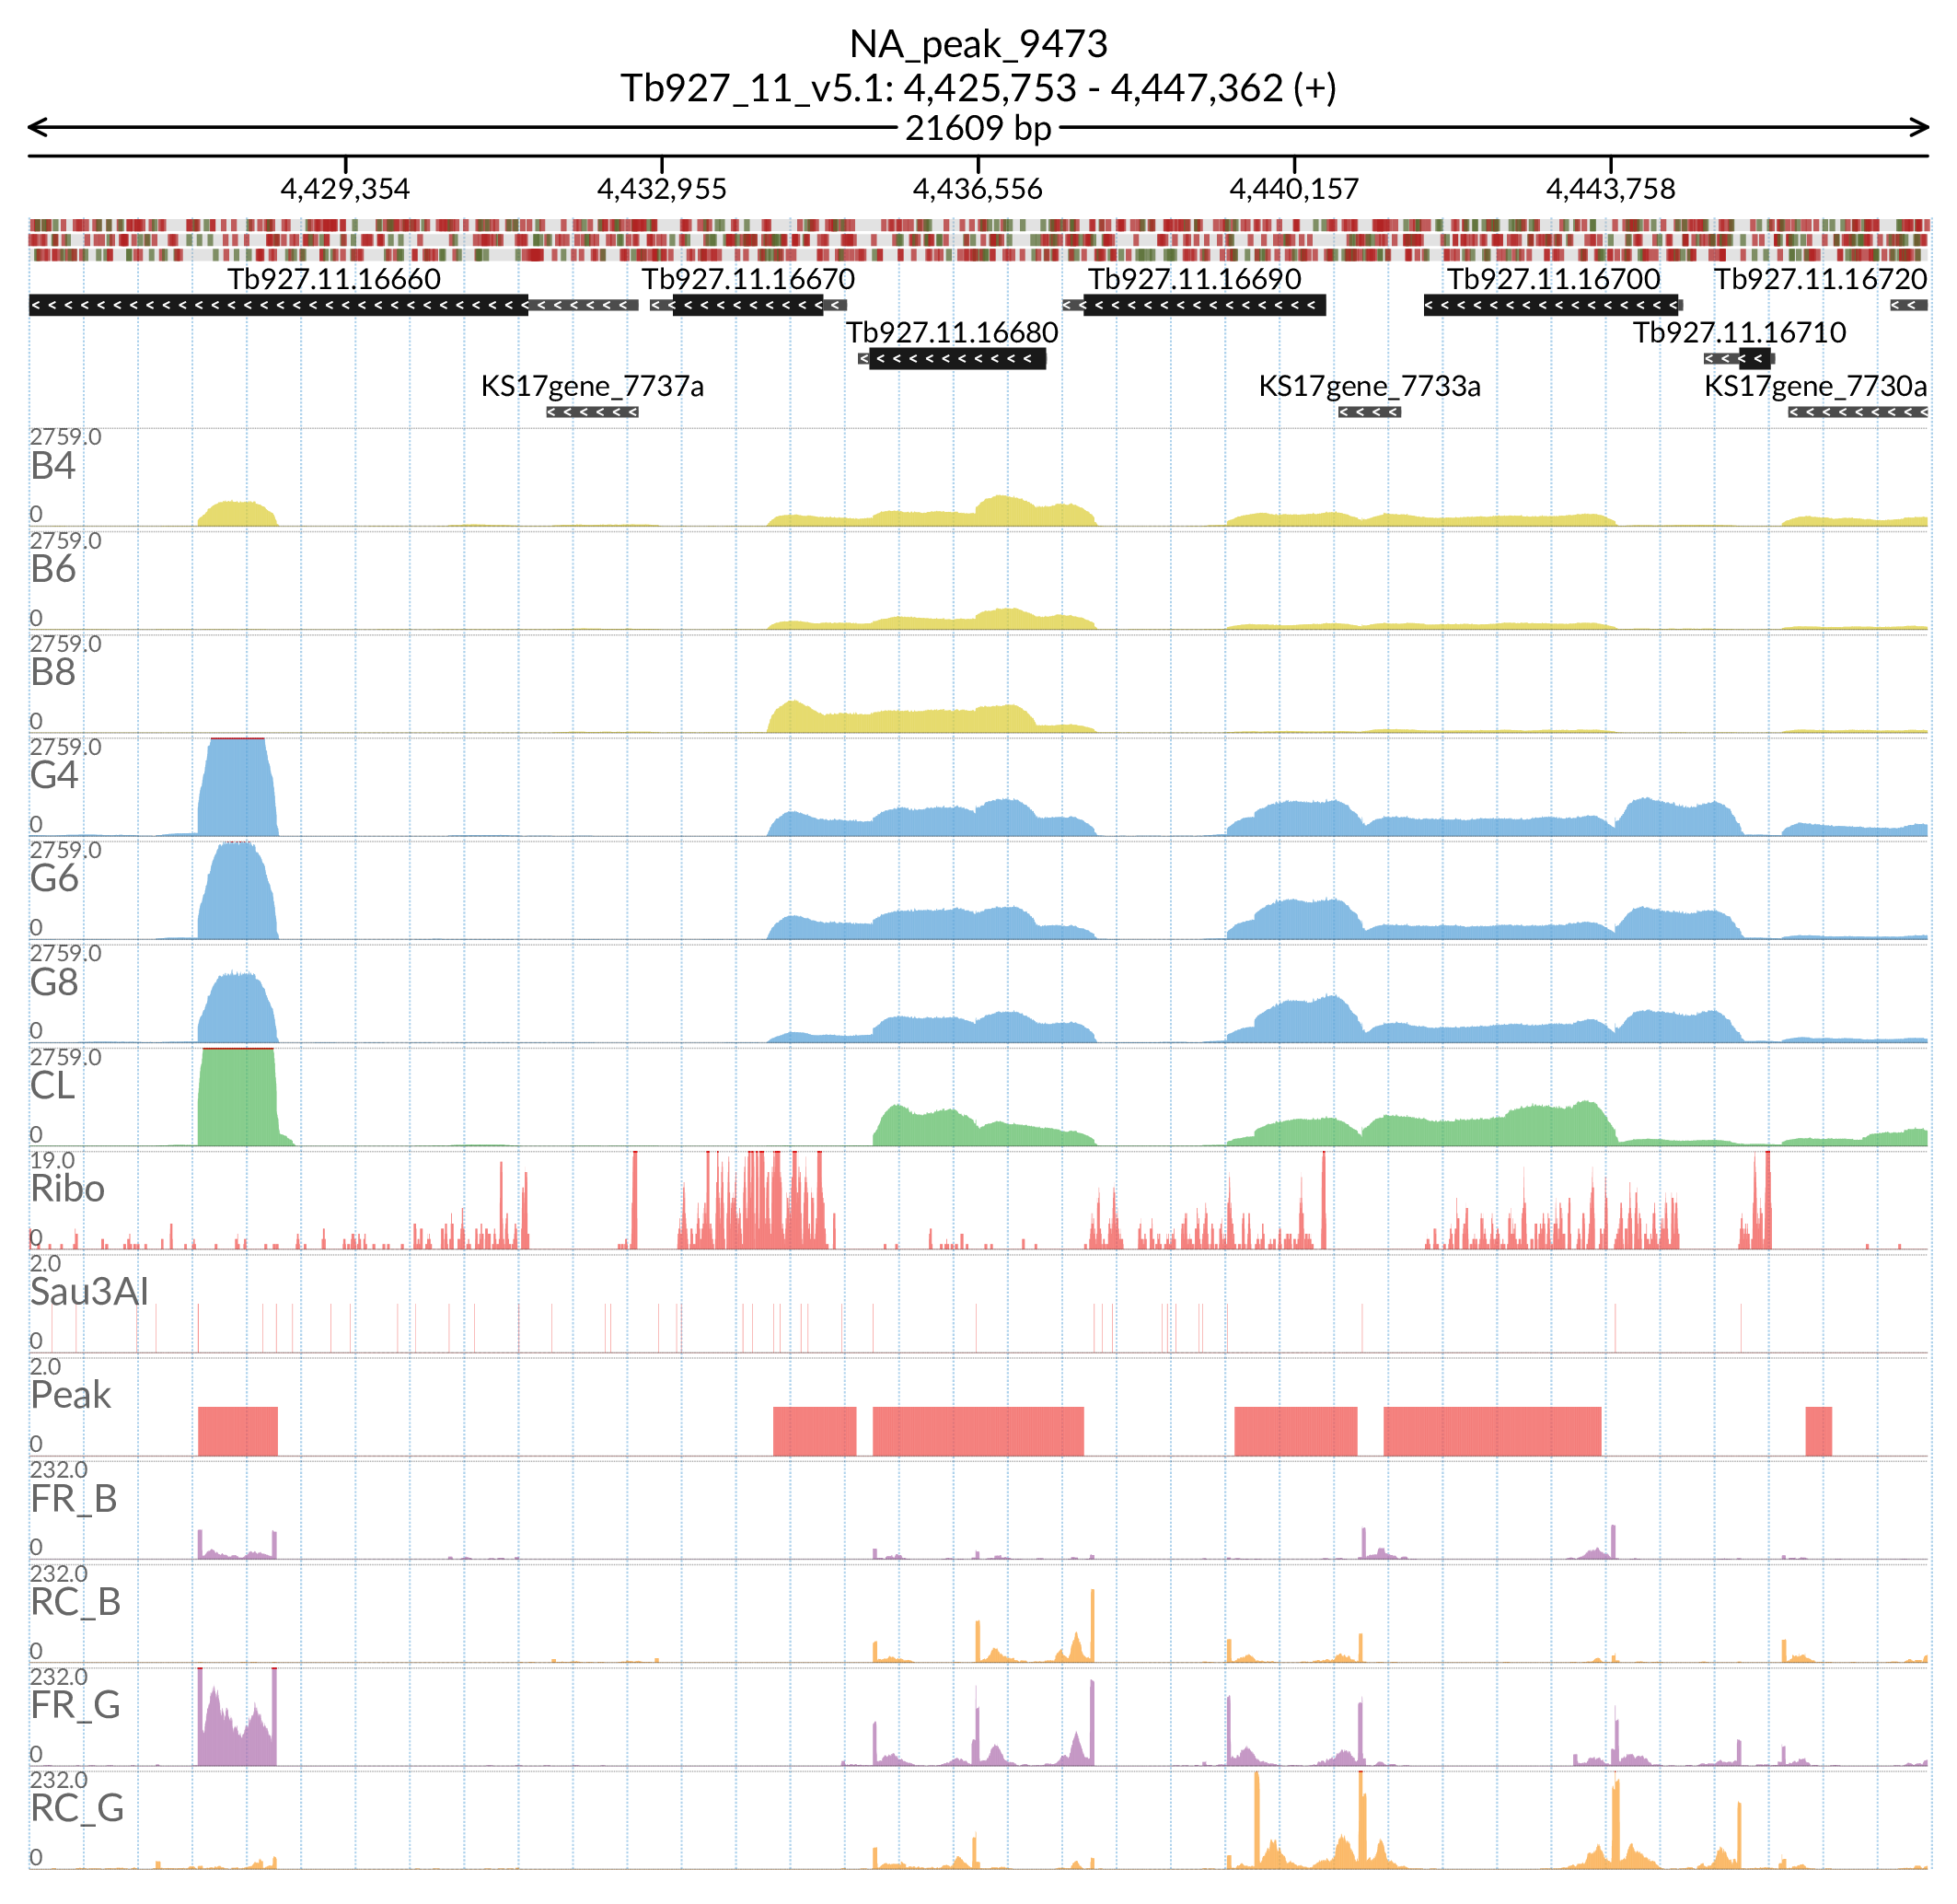 NA_peak_9473
Tb927_11_v5.1: 4,425,753 - 4,447,362 (+)
21609 bp
4,429,354 4,432,955 4,436,556 4,440,157 4,443,758
Tb927.11.16660 Tb927.11.16670 Tb927.11.16690 Tb927.11.16700 Tb927.11.16720
Tb927.11.16680 Tb927.11.16710
KS17gene_7737a KS17gene_7733a KS17gene_7730a
2759.0
B4
0
2759.0
B6
0
2759.0
B8
0
2759.0
G4
0
2759.0
G6
0
2759.0
G8
0
2759.0
CL
0
19.0
Ribo
0
2.0
Sau3AI
0
2.0
Peak
0
232.0
FR_B
0
232.0
RC_B
0
232.0
FR_G
0
232.0
RC_G
0